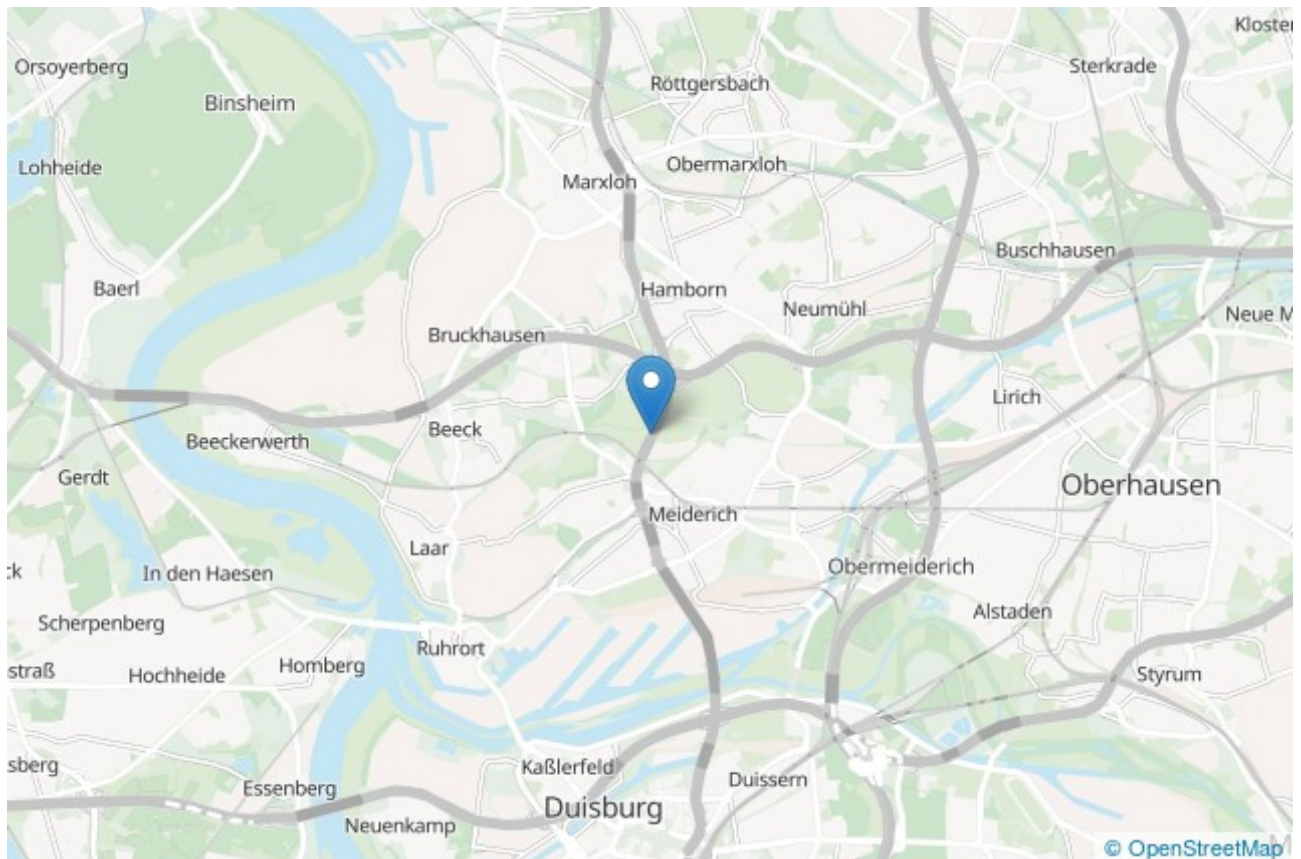 Kloster
Orsoyerberg
Sterkrade
Röttgersbach
Binsheim
Lohheide
Obermarxloh
Marxloh
Buschhausen
Baerl
Hamborn
Neumühl
Neue M
Bruckhausen
Lirich
Beeck
Beeckerwerth
Gerdt
Oberhausen
Meiderich
Laar
Obermeiderich
ck
In den Haesen
Alstaden
Scherpenberg
Ruhrort
Homberg
straß
Hochheide
Styrum
sberg
Kaßlerfeld
Duissern
Essenberg
Duisburg
Neuenkamp
© OpenStreetMap